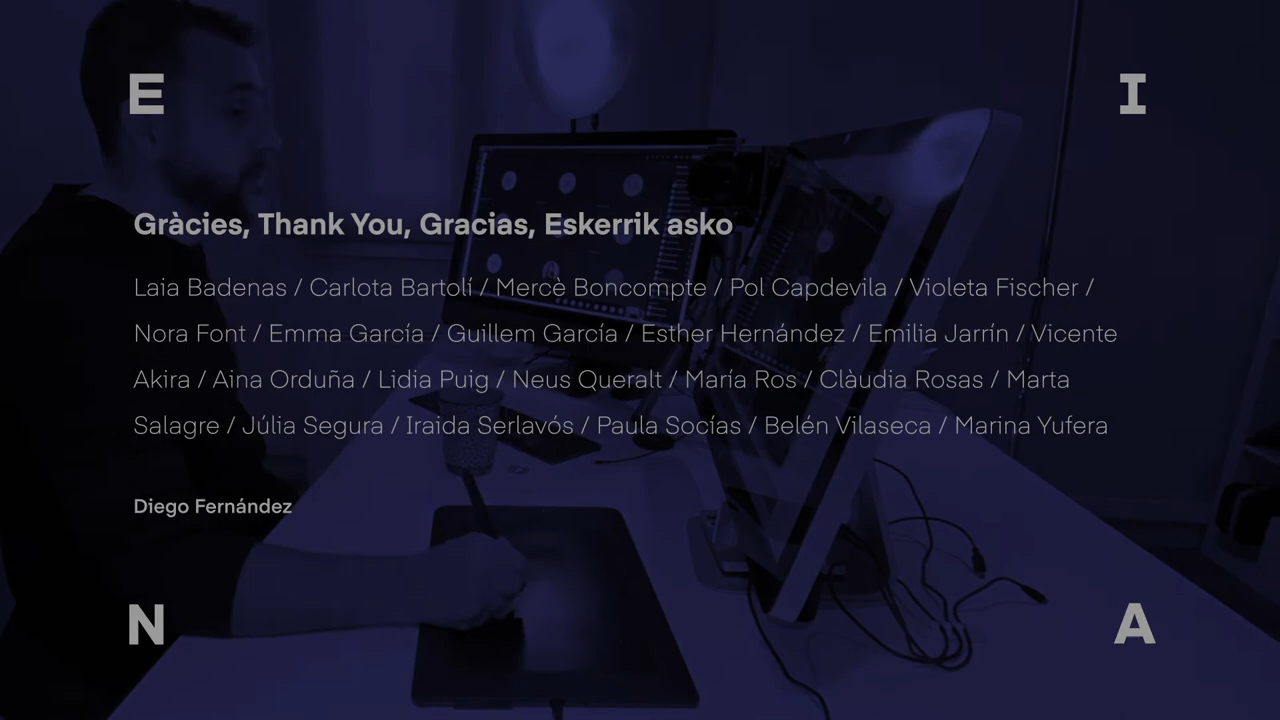 E I
Gràcies, Thank You, Gracias, Eskerrik asko
Laia Badenas / Carlota Bartolí / Mercè Boncompte / Pol Capdevila / Violeta Fischer /
Nora Font / Emma García / Guillem García / Esther Hernández / Emilia Jarrín / Vicente
Akira / Aina Orduña / Lidia Puig / Neus Queralt / María Ros / Clàudia Rosas / Marta
Salagre / Júlia Segura / Iraida Serlavós / Paula Socías / Belén Vilaseca / Marina Yufera
Diego Fernández
N A